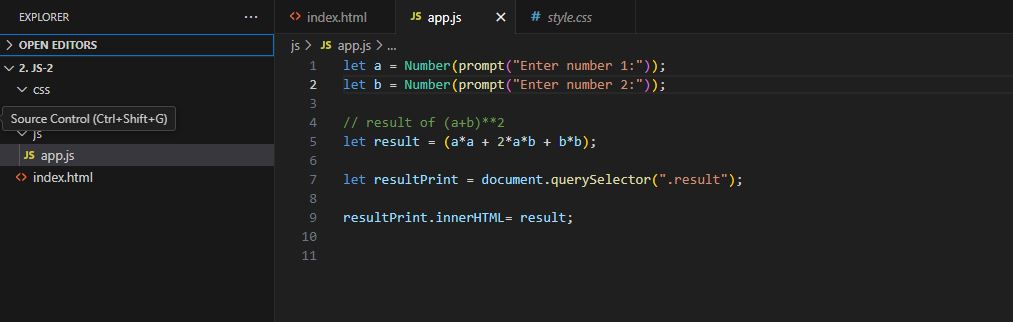 EXPLORER ...
OPEN EDITORS
2. JS-2
css
Source Control (Ctrl+Shift+G)
js
JS app.js
<> index.html
<> index.html JS app.js × # style.css
js > JS app.js > ...
1 let a = Number(prompt("Enter number 1:"));
2 let b = Number(prompt("Enter number 2:"));
3
4 // result of (a+b)**2
5 let result = (a*a + 2*a*b + b*b);
6
7 let resultPrint = document.querySelector(".result");
8
9 resultPrint.innerHTML= result;
10
11